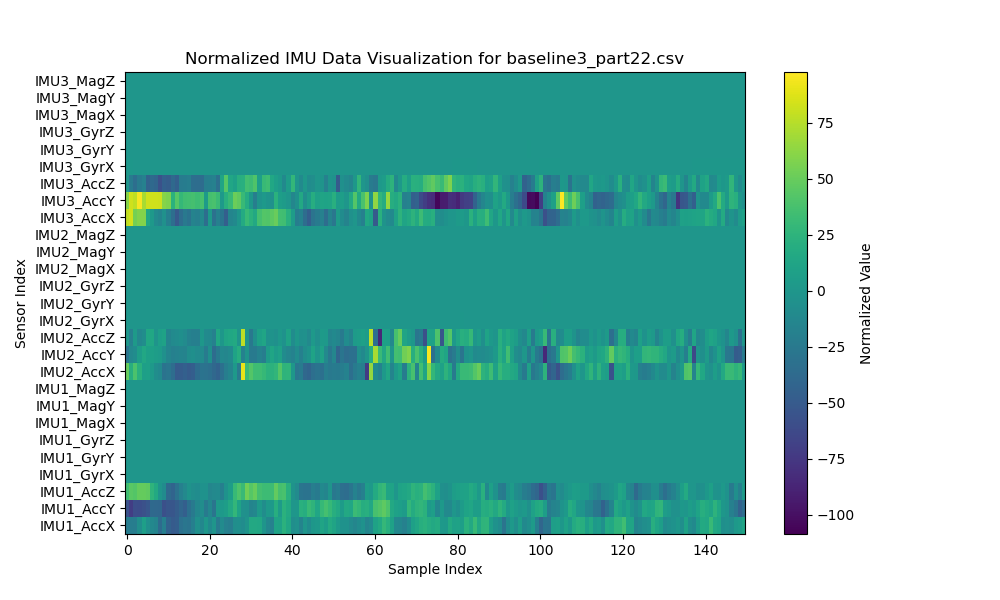 Normalized IMU Data Visualization for baseline3_part22.csv
IMU3_MagZ
IMU3_MagY
IMU3_MagX
IMU3_GyrZ
IMU3_GyrY
IMU3_GyrX
IMU3_AccZ
IMU3_AccY
IMU3_AccX
IMU2_MagZ
IMU2_MagY
IMU2_MagX
IMU2_GyrZ
IMU2_GyrY
IMU2_GyrX
IMU2_AccZ
IMU2_AccY
IMU2_AccX
IMU1_MagZ
IMU1_MagY
IMU1_MagX
IMU1_GyrZ
IMU1_GyrY
IMU1_GyrX
IMU1_AccZ
IMU1_AccY
IMU1_AccX
Sensor Index
0 20 40 60 80 100 120 140
Sample Index
75
50
25
0
−25
−50
−75
−100
Normalized Value